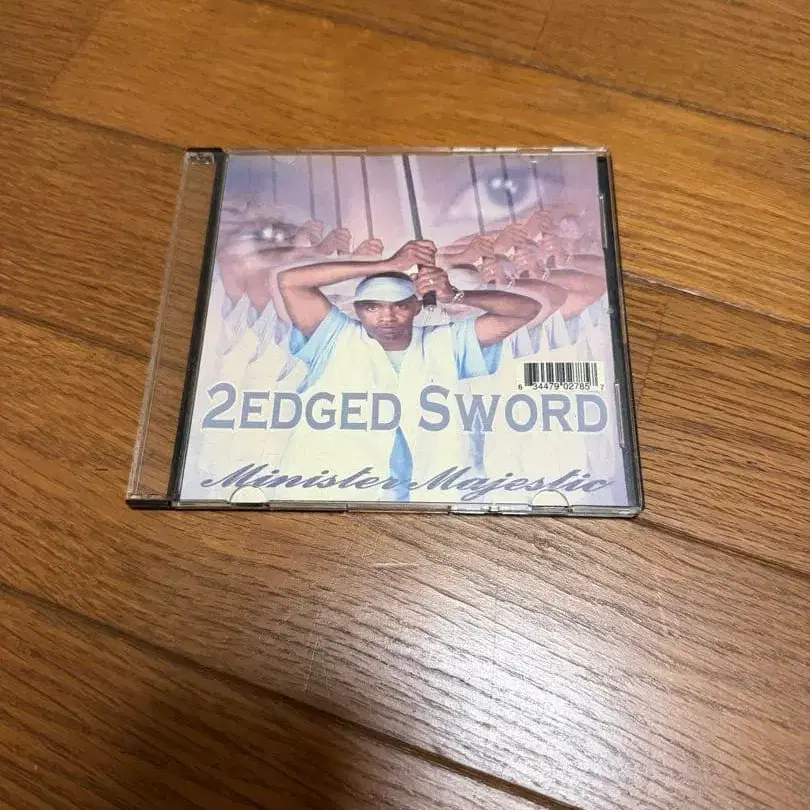 6 34479 02785 7
2EDGED SWORD
Minister Majestic